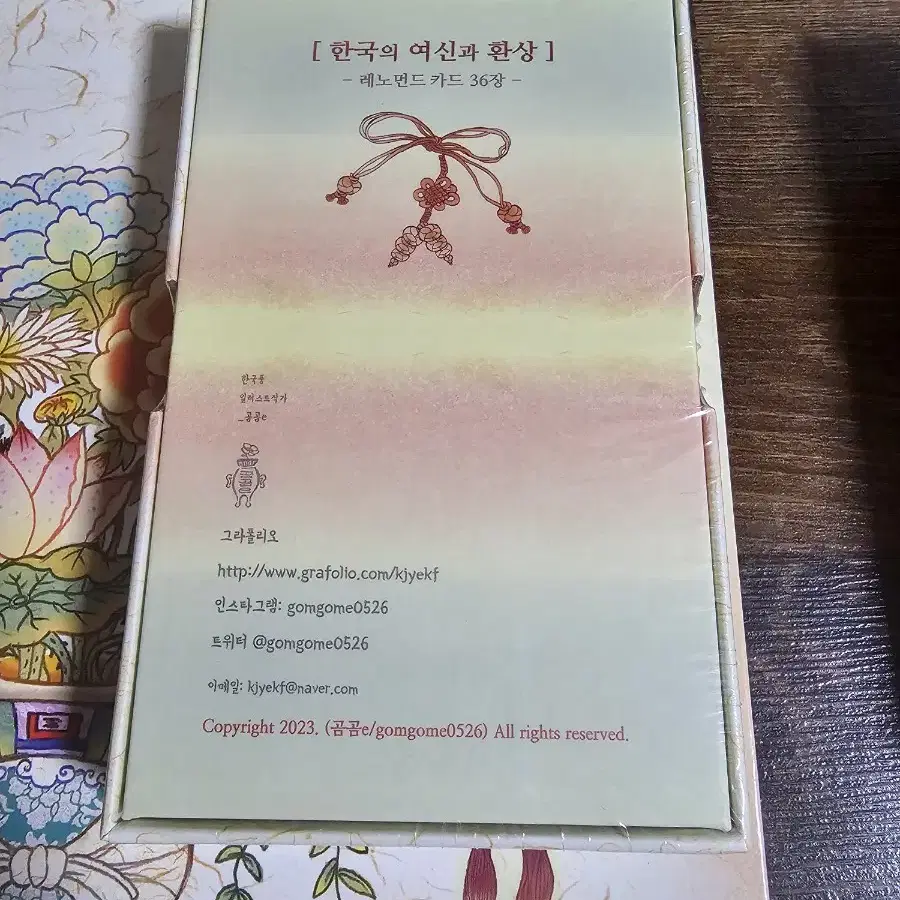 [ 한국의 여신과 환상 ]
- 레노먼드 카드 36장 -
한국풍
일러스트작가
_곰곰e
그라폴리오
http://www.grafolio.com/kjyekf
인스타그램: gomgome0526
트위터 @gomgome0526
이메일: kjyekf@naver.com
Copyright 2023. (곰곰e/gomgome0526) All rights reserved.